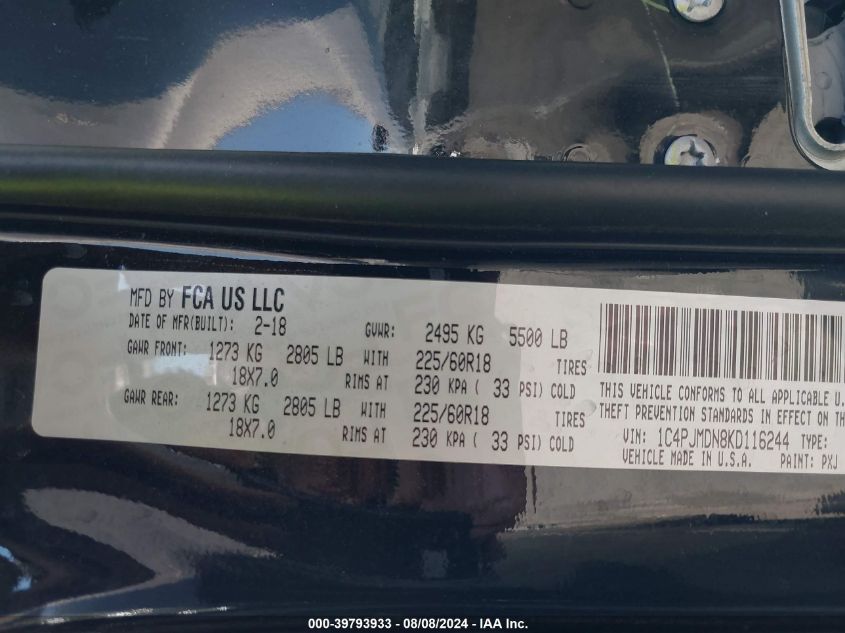 MFD BY FCA US LLC
DATE OF MFR(BUILT): 2-18 GVWR: 2495 KG 5500 LB
GAWR FRONT: 1273 KG 2805 LB WITH 225/60R18 TIRES
18X7.0 RIMS AT 230 KPA ( 33 PSI) COLD
GAWR REAR: 1273 KG 2805 LB WITH 225/60R18 TIRES
18X7.0 RIMS AT 230 KPA ( 33 PSI) COLD
THIS VEHICLE CONFORMS TO ALL APPLICABLE U.
THEFT PREVENTION STANDARDS IN EFFECT ON TH
VIN: 1C4PJMDN8KD116244 TYPE:
VEHICLE MADE IN U.S.A. PAINT: PXJ
000-39793933 - 08/08/2024 - IAA Inc.